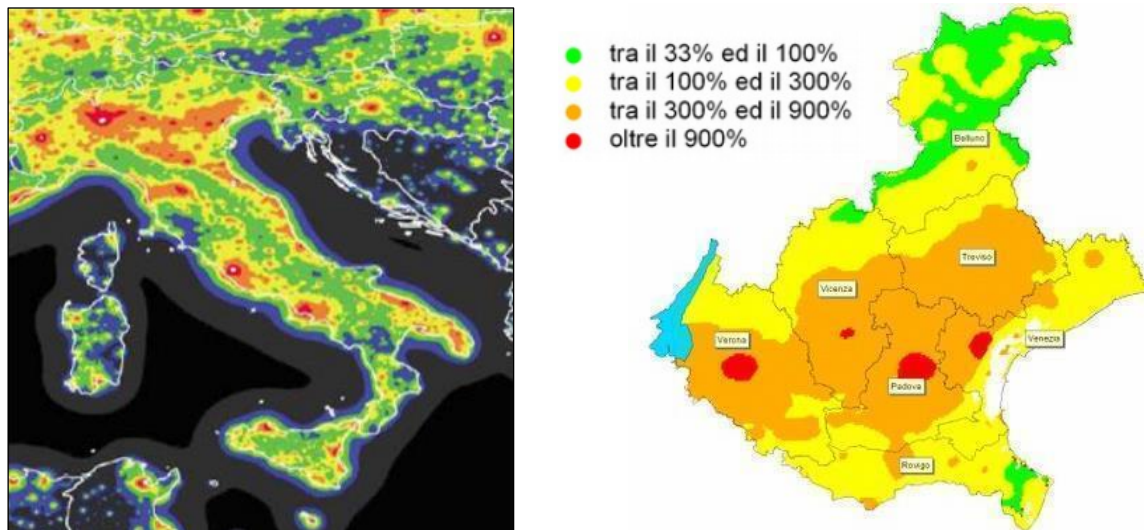 tra il 33% ed il 100%
tra il 100% ed il 300%
tra il 300% ed il 900%
oltre il 900%
Belluno
Treviso
Vicenza
Verona
Venezia
Padova
Rovigo